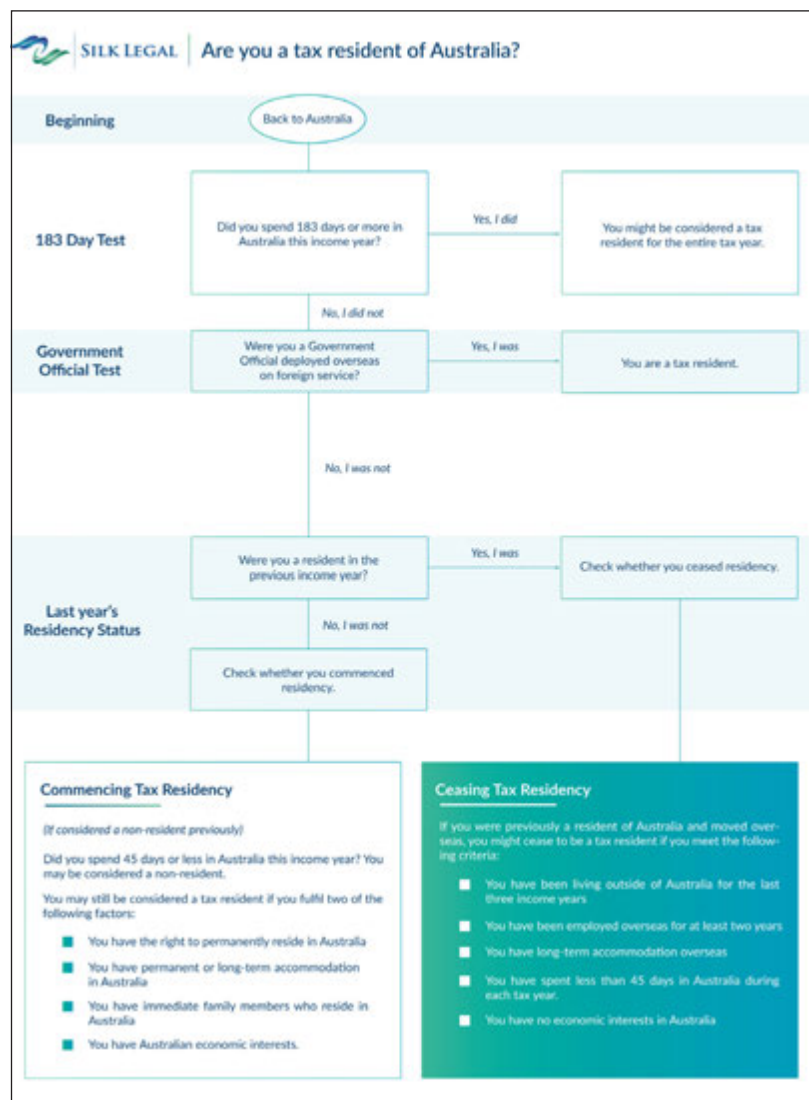 SILK LEGAL
Are you a tax resident of Australia?
Beginning
Back to Australia
183 Day Test
Did you spend 183 days or more in
Australia this income year?
Yes, I did
You might be considered a tax
resident for the entire tax year.
No, I did not
Government
Official Test
Were you a Government
Official deployed overseas
on foreign service?
Yes, I was
You are a tax resident.
No, I was not
Last year's
Residency Status
Were you a resident in the
previous income year?
Yes, I was
Check whether you ceased residency.
No, I was not
Check whether you commenced
residency.
Commencing Tax Residency
(If considered a non-resident previously)
Did you spend 45 days or less in Australia this income year? You
may be considered a non-resident.
You may still be considered a tax resident if you fulfil two of the
following factors:
You have the right to permanently reside in Australia
You have permanent or long-term accommodation
in Australia
You have immediate family members who reside in
Australia
You have Australian economic interests.
Ceasing Tax Residency
If you were previously a resident of Australia and moved over-
seas, you might cease to be a tax resident if you meet the follow-
ing criteria:
You have been living outside of Australia for the last
three income years
You have been employed overseas for at least two years
You have long-term accommodation overseas
You have spent less than 45 days in Australia during
each tax year.
You have no economic interests in Australia